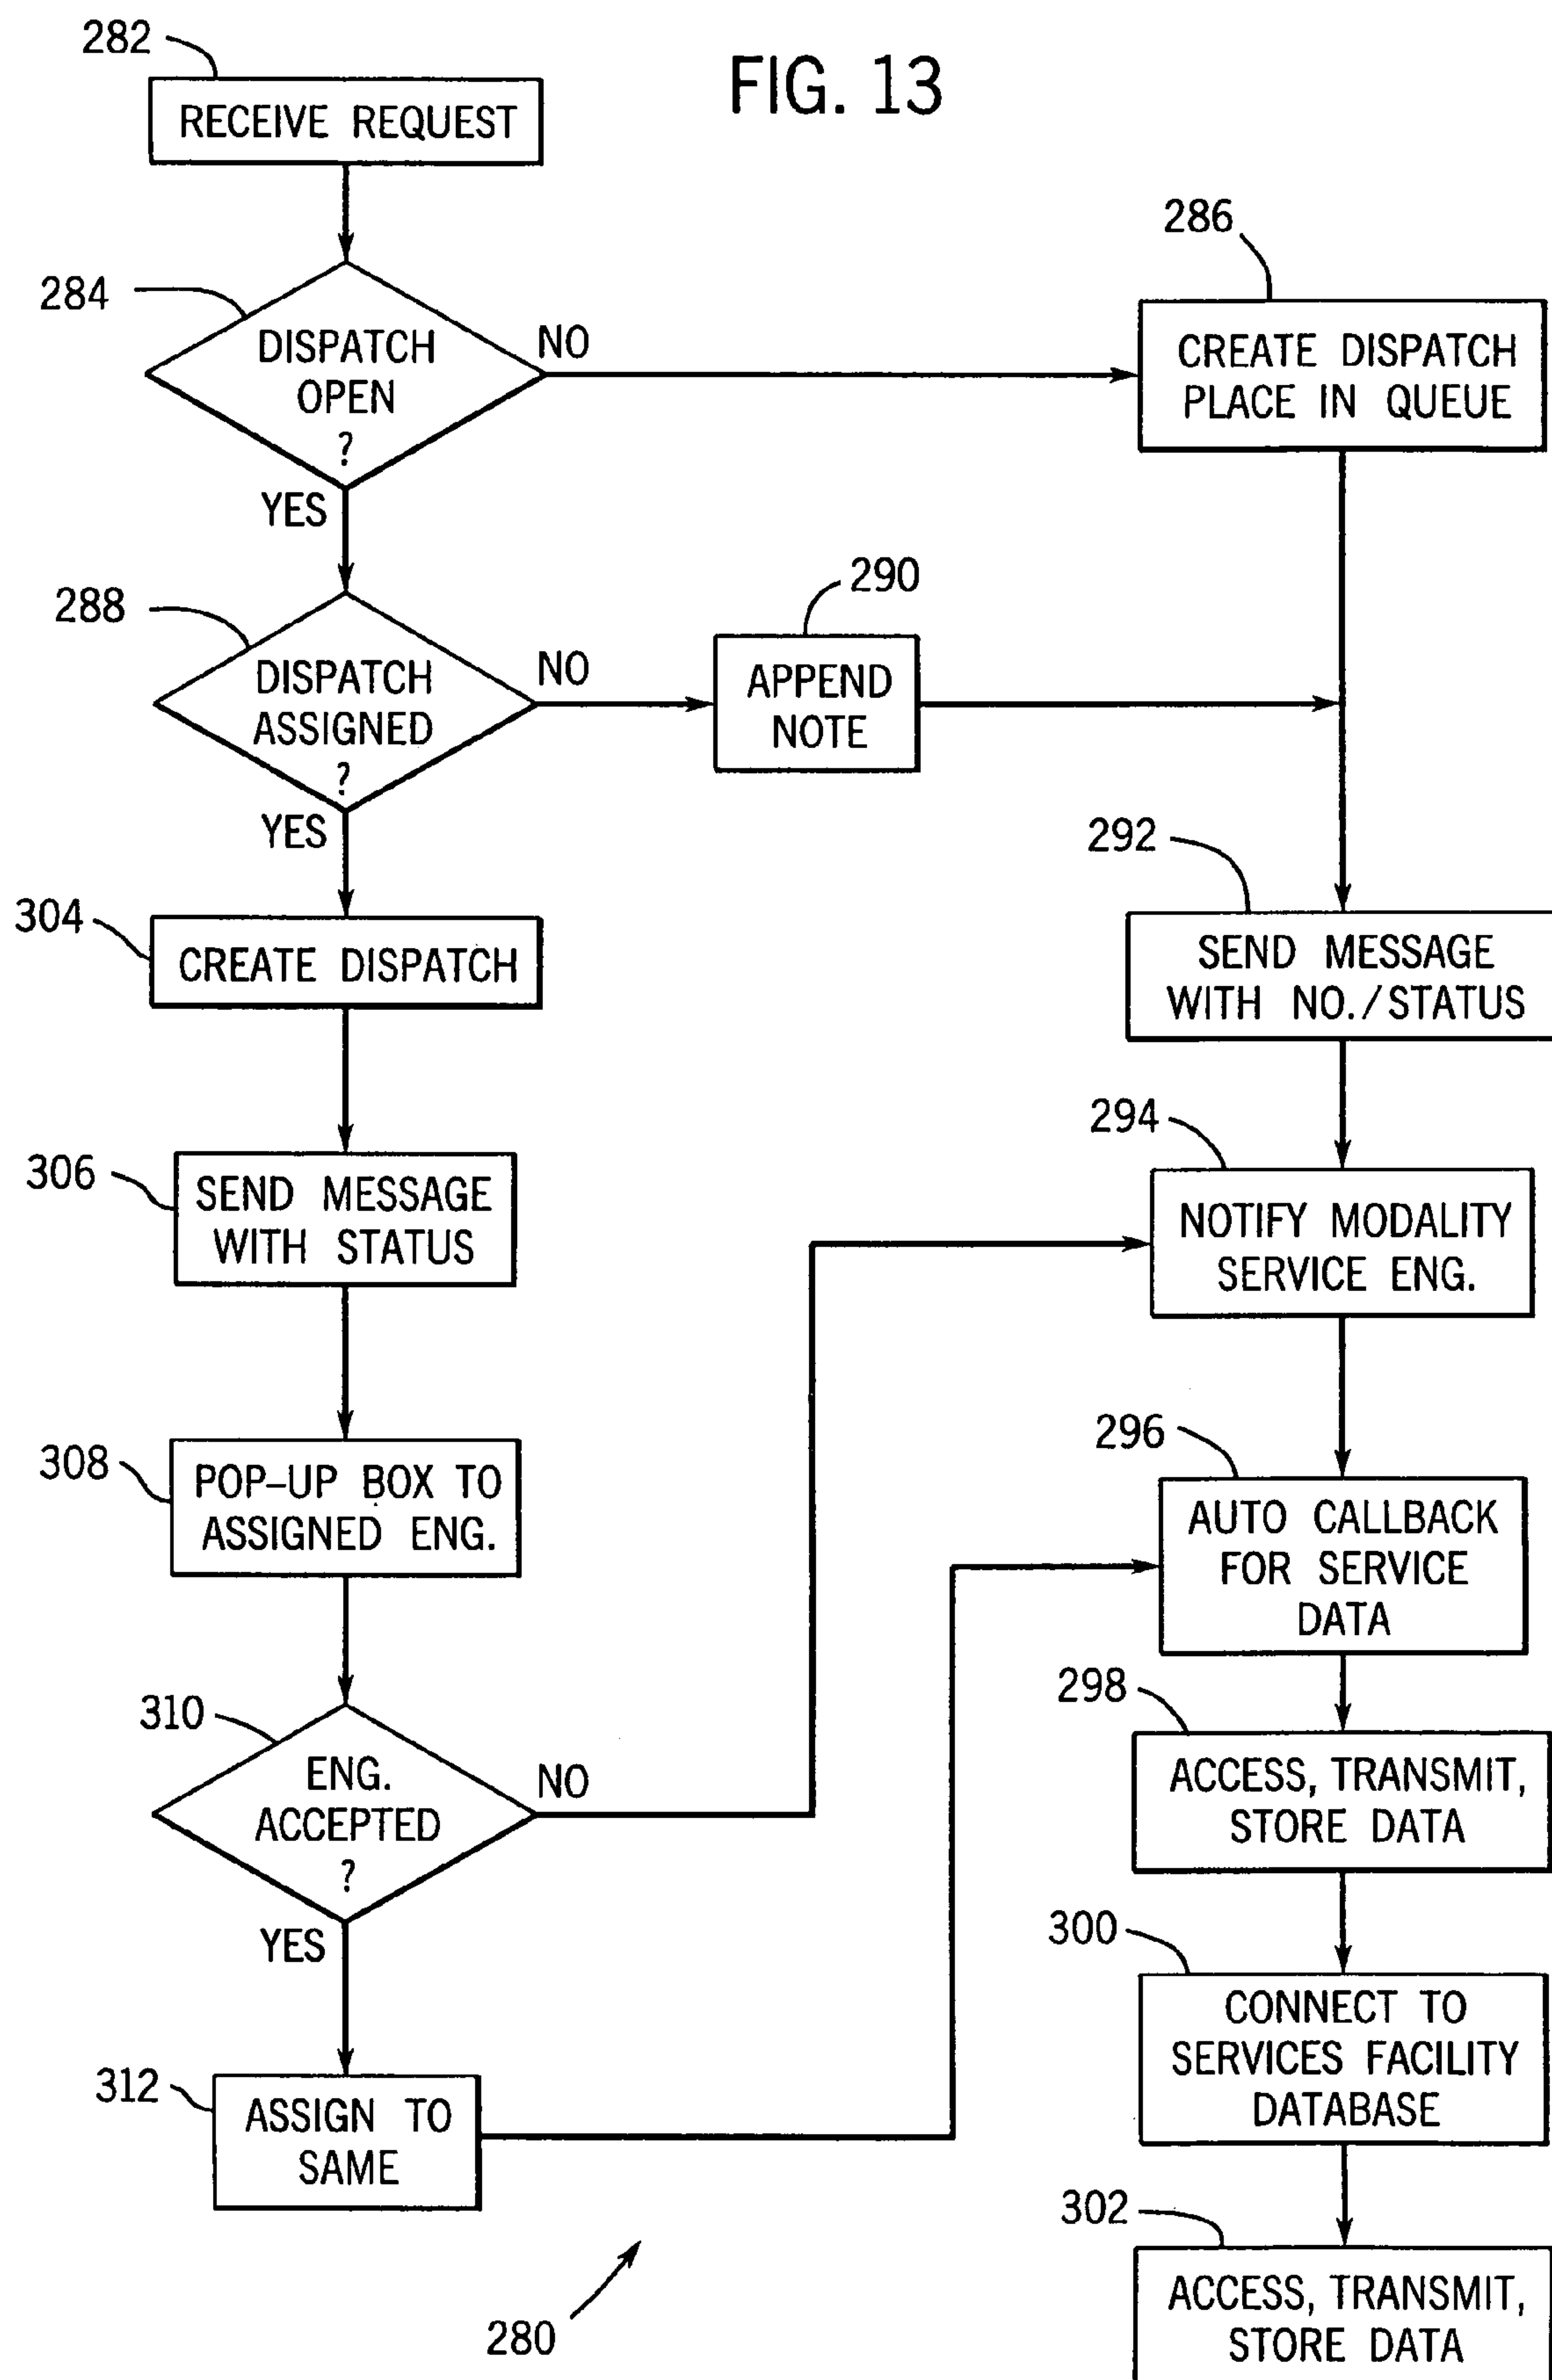 FIG. 13
282
RECEIVE REQUEST
284
DISPATCH
OPEN
?
NO
YES
286
CREATE DISPATCH
PLACE IN QUEUE
288
DISPATCH
ASSIGNED
?
NO
YES
290
APPEND
NOTE
292
SEND MESSAGE
WITH NO./STATUS
304
CREATE DISPATCH
294
NOTIFY MODALITY
SERVICE ENG.
306
SEND MESSAGE
WITH STATUS
296
AUTO CALLBACK
FOR SERVICE
DATA
308
POP-UP BOX TO
ASSIGNED ENG.
298
ACCESS, TRANSMIT,
STORE DATA
310
ENG.
ACCEPTED
?
NO
YES
300
CONNECT TO
SERVICES FACILITY
DATABASE
312
ASSIGN TO
SAME
302
ACCESS, TRANSMIT,
STORE DATA
280